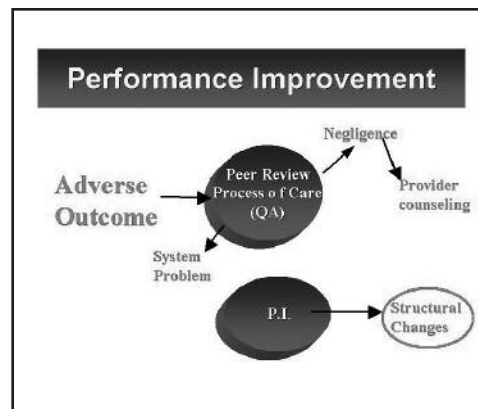 Performance Improvement
Negligence
Peer Review
Process o f Care
(QA)
Adverse
Outcome
Provider
counseling
System
Problem
P.I.
Structural
Changes